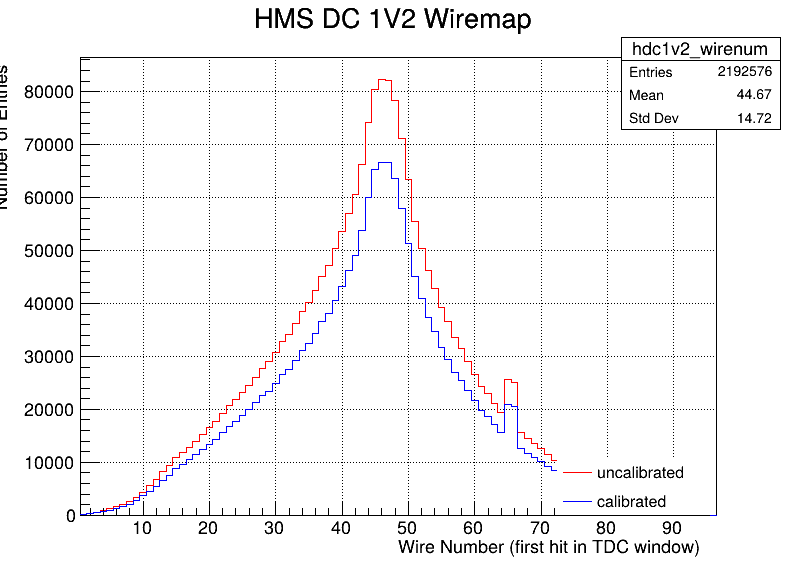 HMS DC 1V2 Wiremap
hdc1v2_wirenum
Entries 2192576
Mean 44.67
Std Dev 14.72
Number of Entries
80000
70000
60000
50000
40000
30000
20000
10000
0
10 20 30 40 50 60 70 80 90
Wire Number (first hit in TDC window)
uncalibrated
calibrated